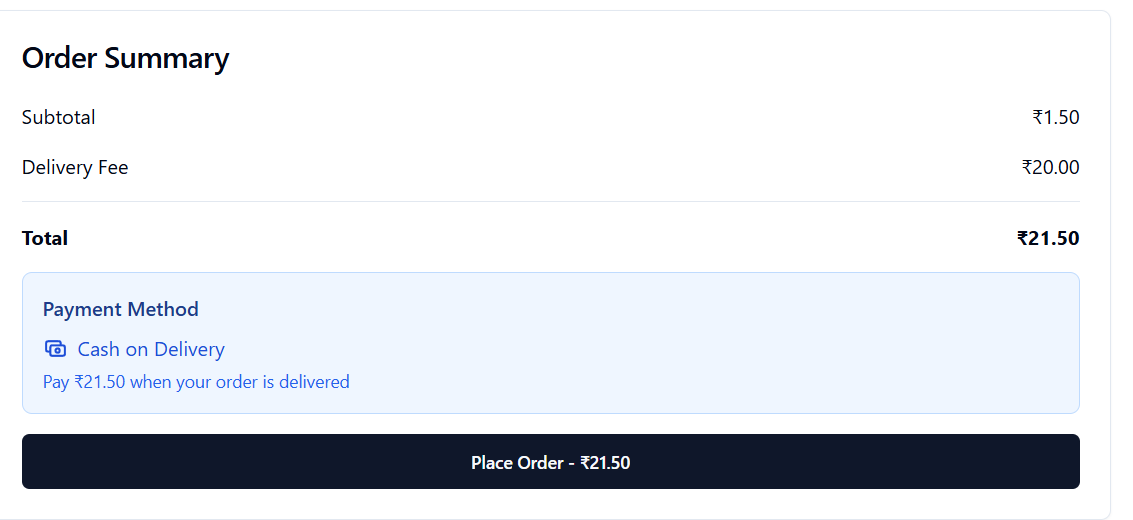 Order Summary
Subtotal ₹1.50
Delivery Fee ₹20.00
Total ₹21.50
Payment Method
Cash on Delivery
Pay ₹21.50 when your order is delivered
Place Order - ₹21.50